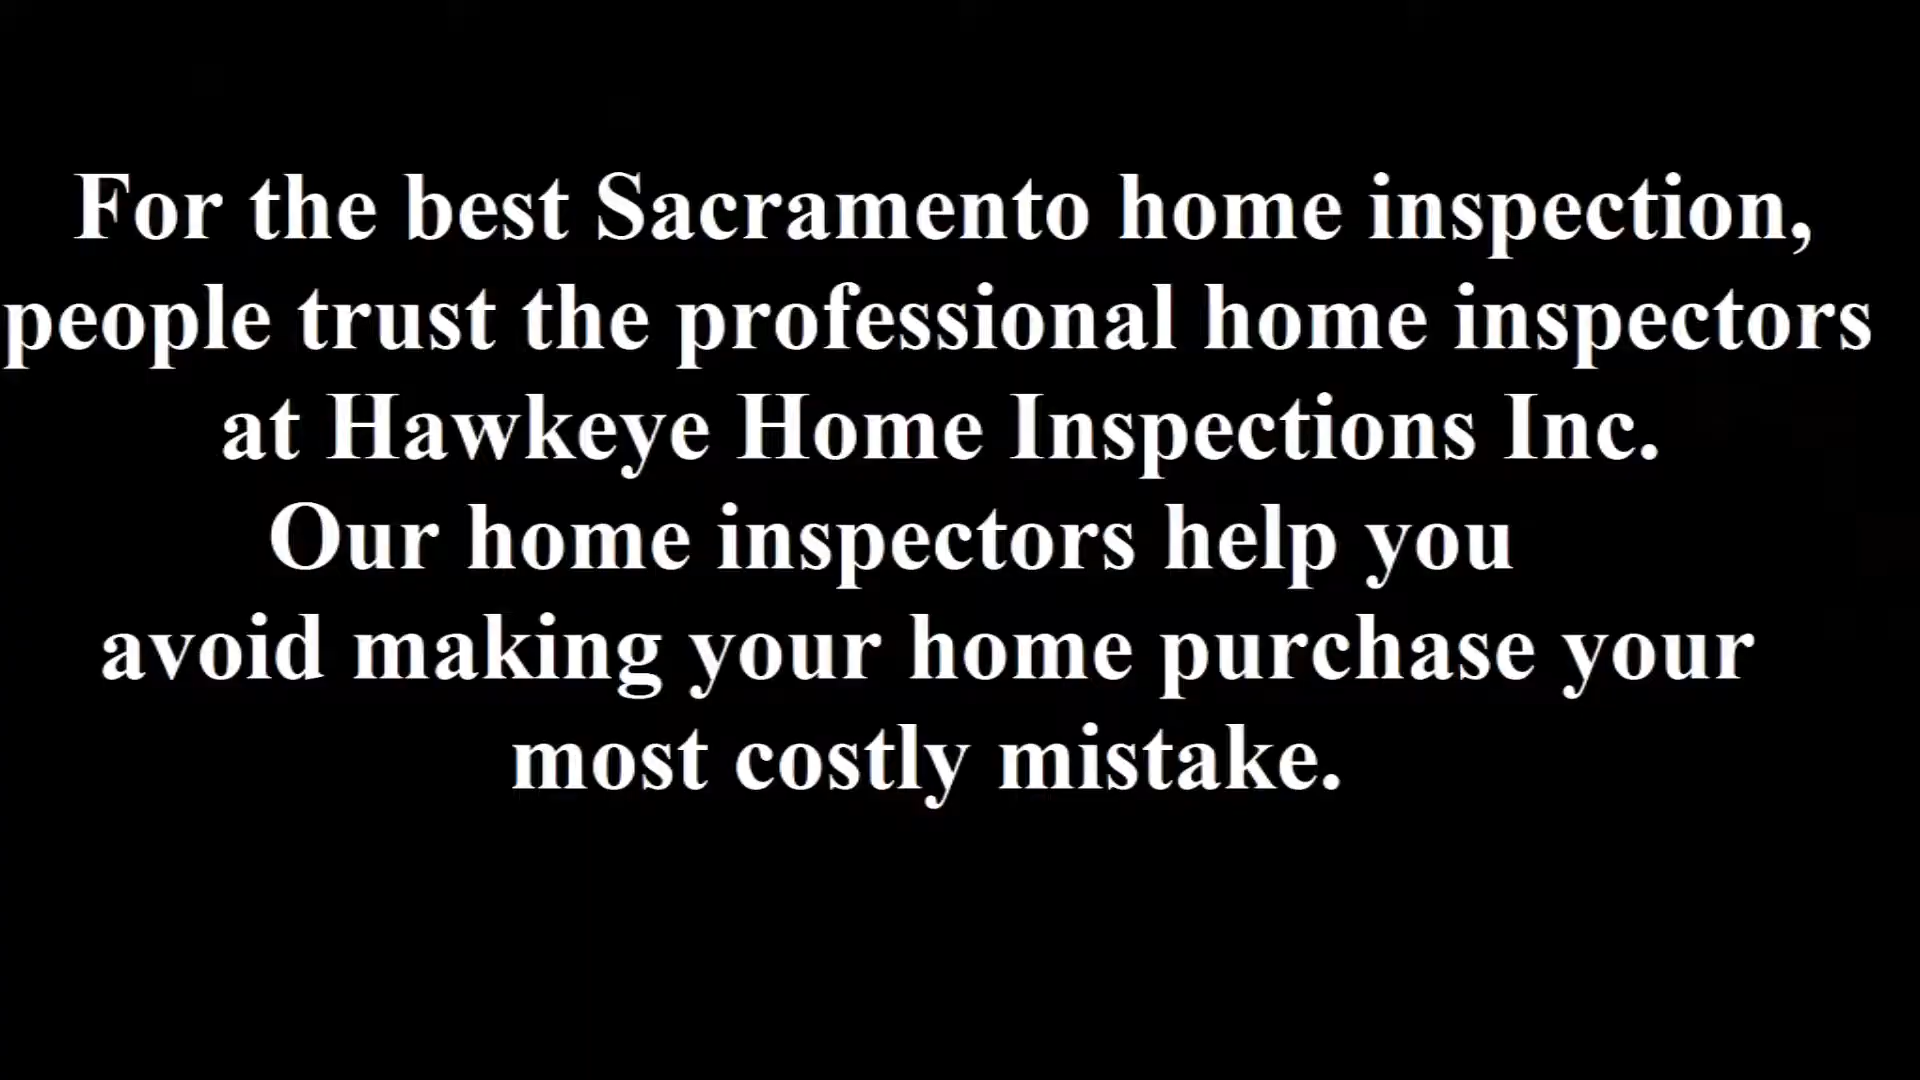 For the best Sacramento home inspection,
people trust the professional home inspectors
at Hawkeye Home Inspections Inc.
Our home inspectors help you
avoid making your home purchase your
most costly mistake.